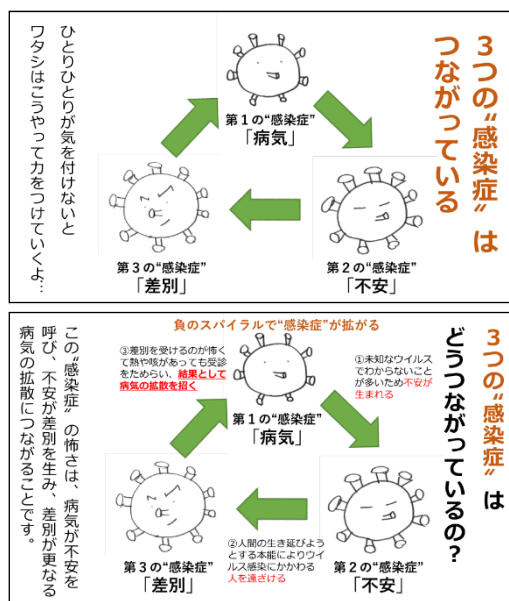 3つの“感染症” は
つながっている
第1の“感染症”
「病気」
第2の“感染症”
「不安」
第3の“感染症”
「差別」
ひとりひとりが気を付けないと
ワタシはこうやって力をつけていくよ…
3つの“感染症” は
どうつながっているの？
負のスパイラルで“感染症”が拡がる
第1の“感染症”
「病気」
①未知なウイルス
でわからないこと
が多いため不安が
生まれる
第2の“感染症”
「不安」
②人間の生き延びよう
とする本能によりウイ
ルス感染にかかわる
人を遠ざける
第3の“感染症”
「差別」
③差別を受けるのが怖く
て熱や咳があっても受診
をためらい、結果として
病気の拡散を招く
この“感染症” の怖さは、病気が不安を
呼び、不安が差別を生み、差別が更なる
病気の拡散につながることです。